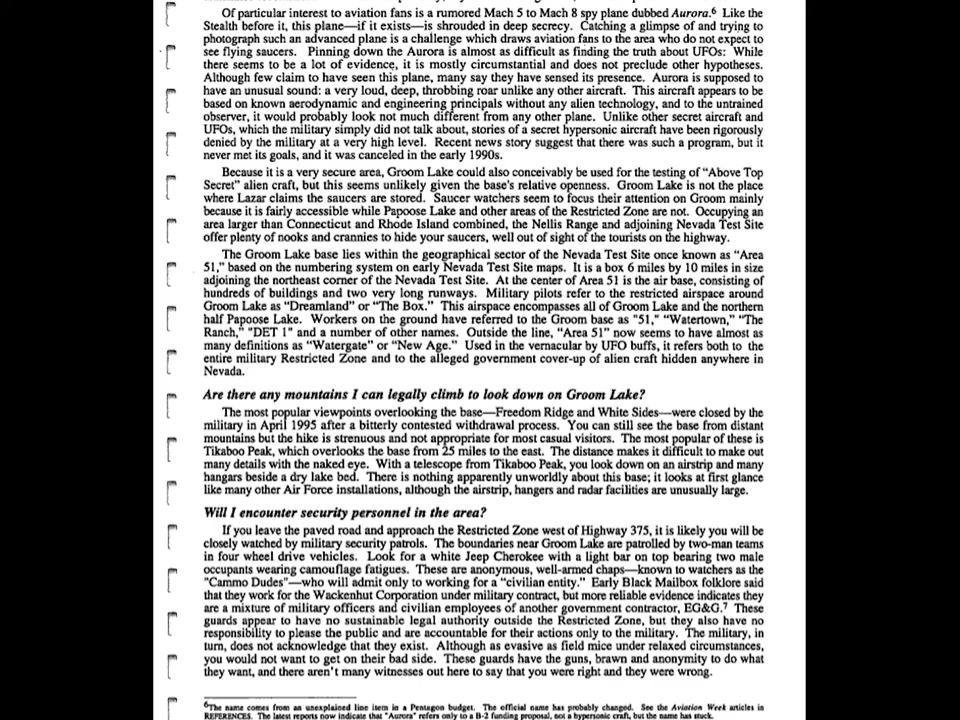 Of particular interest to aviation fans is a rumored Mach 5 to Mach 8 spy plane dubbed Aurora.6 Like the
Stealth before it, this plane—if it exists—is shrouded in deep secrecy. Catching a glimpse of and trying to
photograph such an advanced plane is a challenge which draws aviation fans to the area who do not expect to
see flying saucers. Pinning down the Aurora is almost as difficult as finding the truth about UFOs: While
there seems to be a lot of evidence, it is mostly circumstantial and does not preclude other hypotheses.
Although few claim to have seen this plane, many say they have sensed its presence. Aurora is supposed to
have an unusual sound: a very loud, deep, throbbing roar unlike any other aircraft. This aircraft appears to be
based on known aerodynamic and engineering principals without any alien technology, and to the untrained
observer, it would probably look not much different from any other plane. Unlike other secret aircraft and
UFOs, which the military simply did not talk about, stories of a secret hypersonic aircraft have been rigorously
denied by the military at a very high level. Recent news story suggest that there was such a program, but it
never met its goals, and it was canceled in the early 1990s.
Because it is a very secure area, Groom Lake could also conceivably be used for the testing of "Above Top
Secret" alien craft, but this seems unlikely given the base's relative openness. Groom Lake is not the place
where Lazar claims the saucers are stored. Saucer watchers seem to focus their attention on Groom mainly
because it is fairly accessible while Papoose Lake and other areas of the Restricted Zone are not. Occupying an
area larger than Connecticut and Rhode Island combined, the Nellis Range and adjoining Nevada Test Site
offer plenty of nooks and crannies to hide your saucers, well out of sight of the tourists on the highway.
The Groom Lake base lies within the geographical sector of the Nevada Test Site once known as "Area
51," based on the numbering system on early Nevada Test Site maps. It is a box 6 miles by 10 miles in size
adjoining the northeast corner of the Nevada Test Site. At the center of Area 51 is the air base, consisting of
hundreds of buildings and two very long runways. Military pilots refer to the restricted airspace around
Groom Lake as "Dreamland" or "The Box." This airspace encompasses all of Groom Lake and the northern
half Papoose Lake. Workers on the ground have referred to the Groom base as "51," "Watertown," "The
Ranch," "DET 1" and a number of other names. Outside the line, "Area 51" now seems to have almost as
many definitions as "Watergate" or "New Age." Used in the vernacular by UFO buffs, it refers both to the
entire military Restricted Zone and to the alleged government cover-up of alien craft hidden anywhere in
Nevada.
Are there any mountains I can legally climb to look down on Groom Lake?
The most popular viewpoints overlooking the base—Freedom Ridge and White Sides—were closed by the
military in April 1995 after a bitterly contested withdrawal process. You can still see the base from distant
mountains but the hike is strenuous and not appropriate for most casual visitors. The most popular of these is
Tikaboo Peak, which overlooks the base from 25 miles to the east. The distance makes it difficult to make out
many details with the naked eye. With a telescope from Tikaboo Peak, you look down on an airstrip and many
hangars beside a dry lake bed. There is nothing apparently unworldly about this base; it looks at first glance
like many other Air Force installations, although the airstrip, hangers and radar facilities are unusually large.
Will I encounter security personnel in the area?
If you leave the paved road and approach the Restricted Zone west of Highway 375, it is likely you will be
closely watched by military security patrols. The boundaries near Groom Lake are patrolled by two-man teams
in four wheel drive vehicles. Look for a white Jeep Cherokee with a light bar on top bearing two male
occupants wearing camouflage fatigues. These are anonymous, well-armed chaps—known to watchers as the
"Cammo Dudes"—who will admit only to working for a "civilian entity." Early Black Mailbox folklore said
that they work for the Wackenhut Corporation under military contract, but more reliable evidence indicates they
are a mixture of military officers and civilian employees of another government contractor, EG&G.7 These
guards appear to have no sustainable legal authority outside the Restricted Zone, but they also have no
responsibility to please the public and are accountable for their actions only to the military. The military, in
turn, does not acknowledge that they exist. Although as evasive as field mice under relaxed circumstances,
you would not want to get on their bad side. These guards have the guns, brawn and anonymity to do what
they want, and there aren't many witnesses out here to say that you were right and they were wrong.
6The name comes from an unexplained line item in a Pentagon budget. The official name has probably changed. See the Aviation Week articles in
REFERENCES. The latest reports now indicate that "Aurora" refers only to a B-2 funding proposal, not a hypersonic craft, but the name has stuck.